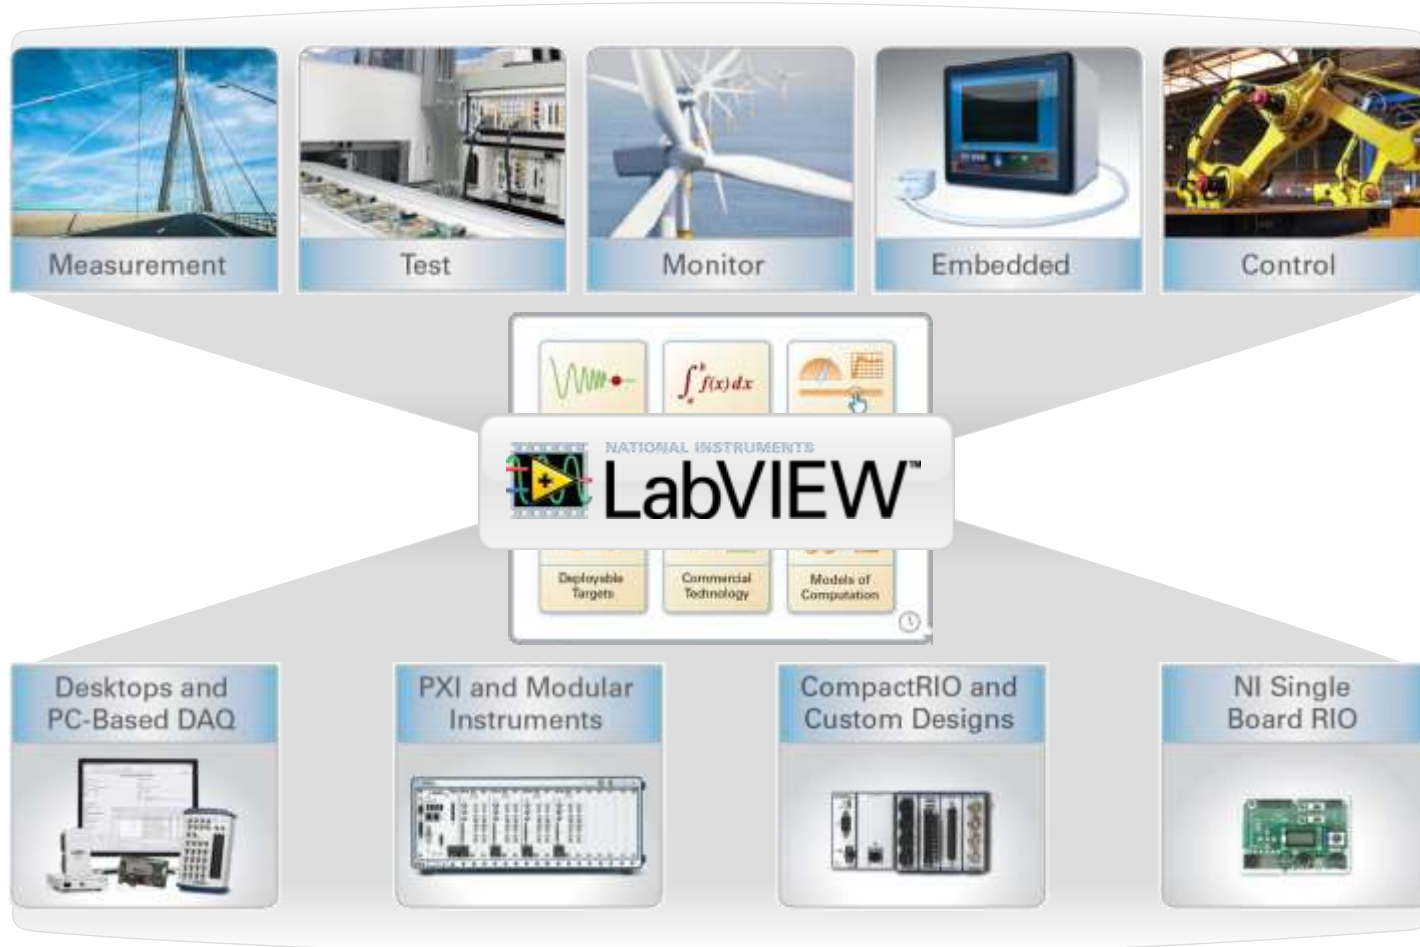 Measurement
Test
Monitor
Embedded
Control
∫ₐᵇ f(x) dx
NATIONAL INSTRUMENTS
LabVIEW™
Deployable
Targets
Commercial
Technology
Models of
Computation
Desktops and
PC-Based DAQ
PXI and Modular
Instruments
CompactRIO and
Custom Designs
NI Single
Board RIO